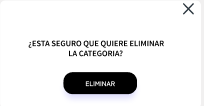 ¿ESTA SEGURO QUE QUIERE ELIMINAR
LA CATEGORIA?
ELIMINAR